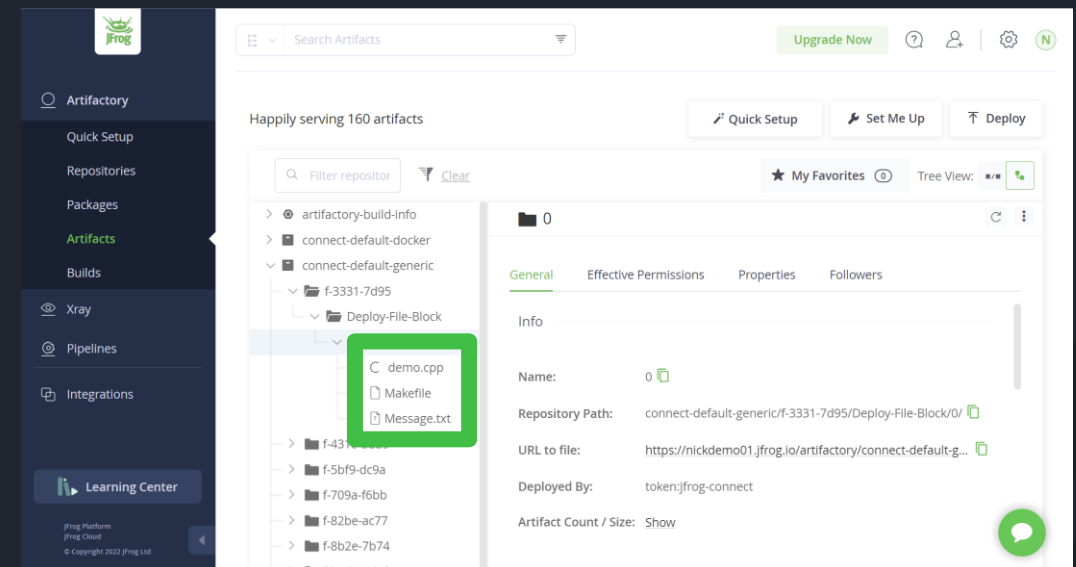 JFrog
Search Artifacts
Upgrade Now
N
Artifactory
Quick Setup
Repositories
Packages
Artifacts
Builds
Xray
Pipelines
Integrations
Learning Center
JFrog Platform
JFrog Cloud
© Copyright 2022 JFrog Ltd
Happily serving 160 artifacts
Quick Setup
Set Me Up
Deploy
Filter repositor
Clear
My Favorites 0
Tree View:
artifactory-build-info
connect-default-docker
connect-default-generic
f-3331-7d95
Deploy-File-Block
demo.cpp
Makefile
Message.txt
f-5bf9-dc9a
f-709a-f6bb
f-82be-ac77
f-8b2e-7b74
0
General Effective Permissions Properties Followers
Info
Name: 0
Repository Path: connect-default-generic/f-3331-7d95/Deploy-File-Block/0/
URL to file: https://nickdemo01.jfrog.io/artifactory/connect-default-g...
Deployed By: token:jfrog-connect
Artifact Count / Size: Show